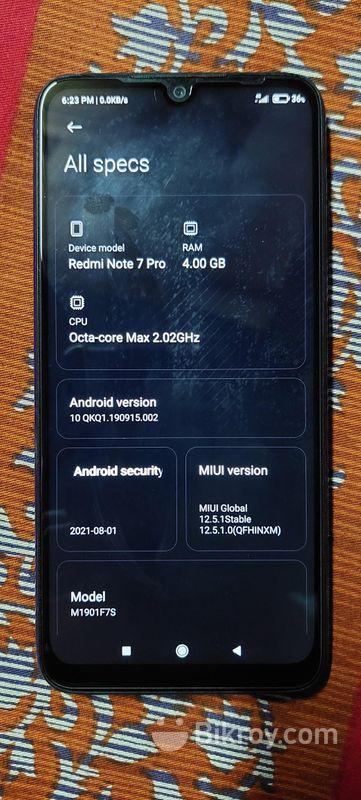 6:23 PM | 0.0KB/s
36%
All specs
Device model
Redmi Note 7 Pro
RAM
4.00 GB
CPU
Octa-core Max 2.02GHz
Android version
10 QKQ1.190915.002
Android security
2021-08-01
MIUI version
MIUI Global
12.5.1Stable
12.5.1.0(QFHINXM)
Model
M1901F7S
Bikroy.com